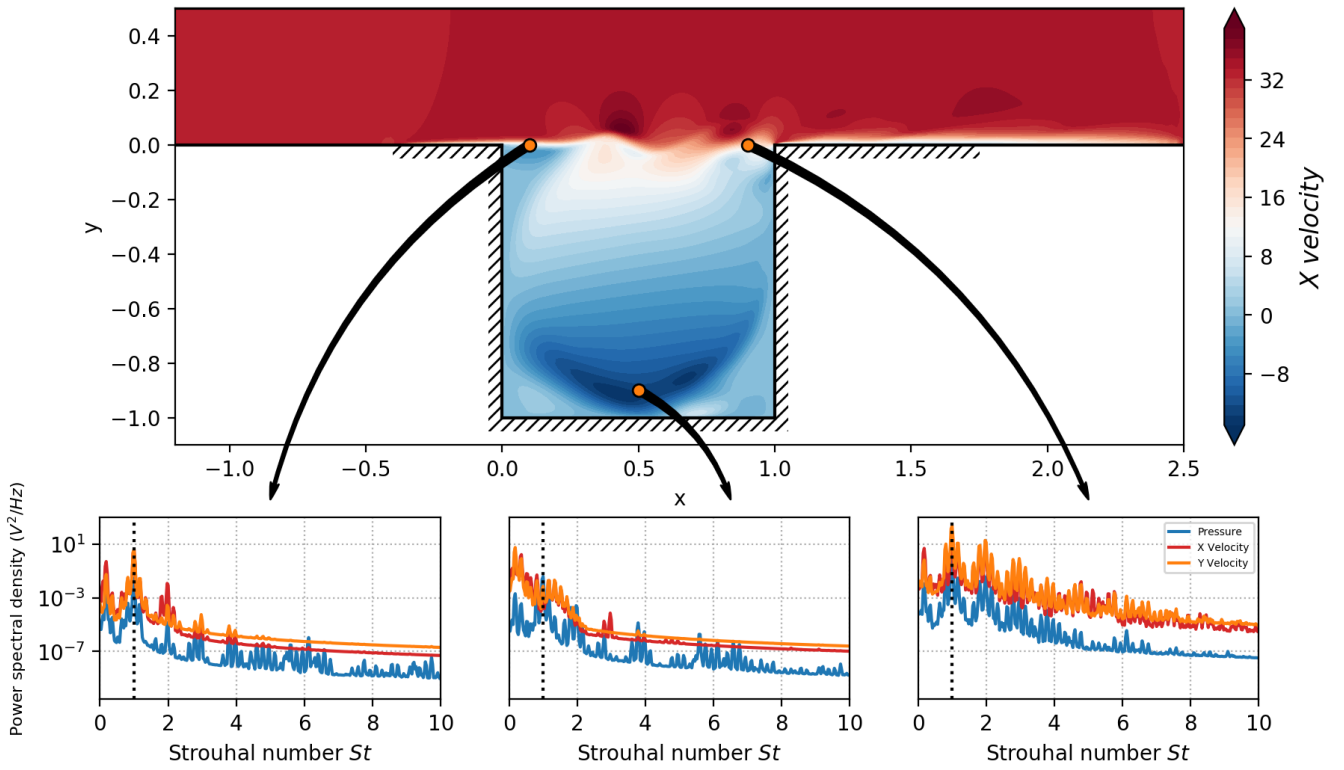 0.4
0.2
0.0
−0.2
−0.4
−0.6
−0.8
−1.0
y
−1.0 −0.5 0.0 0.5 1.0 1.5 2.0 2.5
x
32
24
16
8
0
−8
X velocity
Power spectral density (V²/Hz)
10¹
10⁻³
10⁻⁷
0 2 4 6 8 10
Strouhal number St
0 2 4 6 8 10
Strouhal number St
Pressure
X Velocity
Y Velocity
0 2 4 6 8 10
Strouhal number St